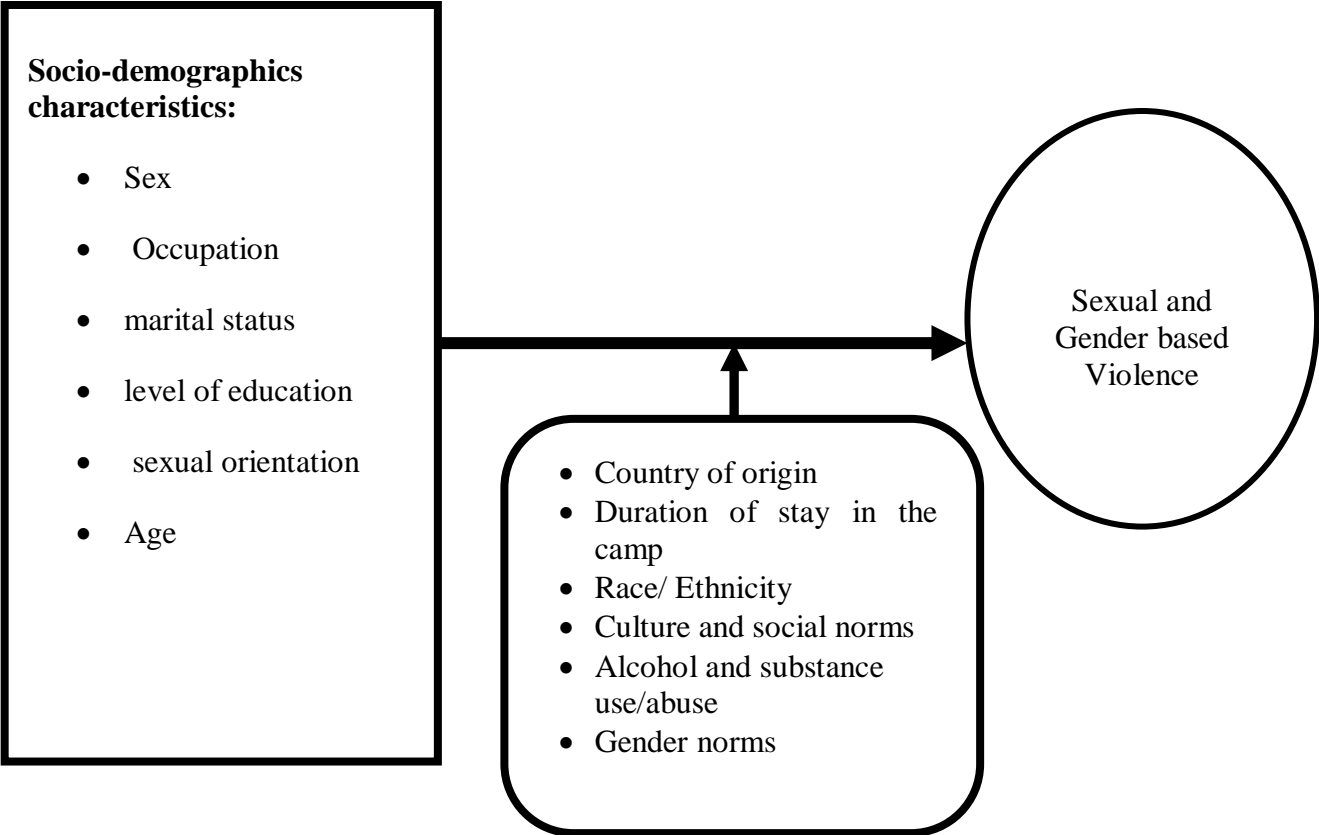 Socio-demographics
characteristics:
• Sex
• Occupation
• marital status
• level of education
• sexual orientation
• Age
Sexual and
Gender based
Violence
• Country of origin
• Duration of stay in the
camp
• Race/ Ethnicity
• Culture and social norms
• Alcohol and substance
use/abuse
• Gender norms